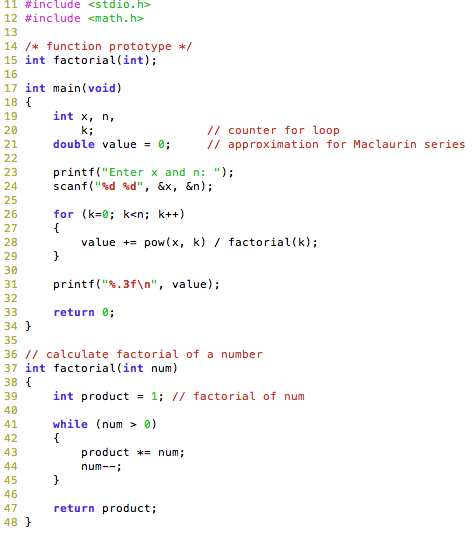 11 #include <stdio.h>
12 #include <math.h>
13
14 /* function prototype */
15 int factorial(int);
16
17 int main(void)
18 {
19     int x, n,
20         k;                // counter for loop
21     double value = 0;     // approximation for Maclaurin series
22
23     printf("Enter x and n: ");
24     scanf("%d %d", &x, &n);
25
26     for (k=0; k<n; k++)
27     {
28         value += pow(x, k) / factorial(k);
29     }
30
31     printf("%.3f\n", value);
32
33     return 0;
34 }
35
36 // calculate factorial of a number
37 int factorial(int num)
38 {
39     int product = 1; // factorial of num
40
41     while (num > 0)
42     {
43         product *= num;
44         num--;
45     }
46
47     return product;
48 }